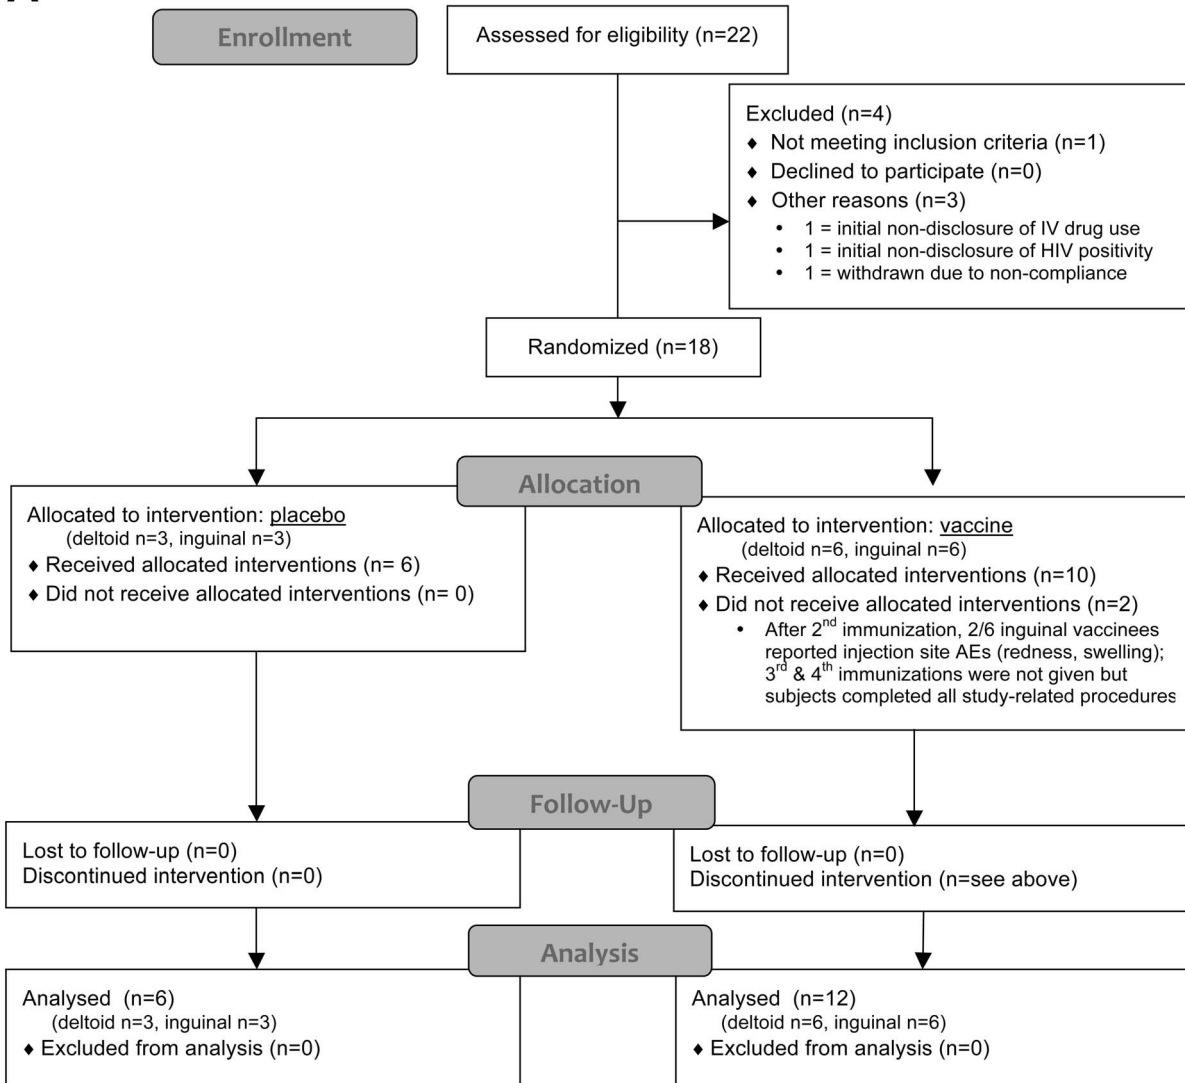 Enrollment
Assessed for eligibility (n=22)
Excluded (n=4)
♦ Not meeting inclusion criteria (n=1)
♦ Declined to participate (n=0)
♦ Other reasons (n=3)
• 1 = initial non-disclosure of IV drug use
• 1 = initial non-disclosure of HIV positivity
• 1 = withdrawn due to non-compliance
Randomized (n=18)
Allocation
Allocated to intervention: placebo
(deltoid n=3, inguinal n=3)
♦ Received allocated interventions (n= 6)
♦ Did not receive allocated interventions (n= 0)
Allocated to intervention: vaccine
(deltoid n=6, inguinal n=6)
♦ Received allocated interventions (n=10)
♦ Did not receive allocated interventions (n=2)
• After 2nd immunization, 2/6 inguinal vaccinees
reported injection site AEs (redness, swelling);
3rd & 4th immunizations were not given but
subjects completed all study-related procedures
Follow-Up
Lost to follow-up (n=0)
Discontinued intervention (n=0)
Lost to follow-up (n=0)
Discontinued intervention (n=see above)
Analysis
Analysed (n=6)
(deltoid n=3, inguinal n=3)
♦ Excluded from analysis (n=0)
Analysed (n=12)
(deltoid n=6, inguinal n=6)
♦ Excluded from analysis (n=0)